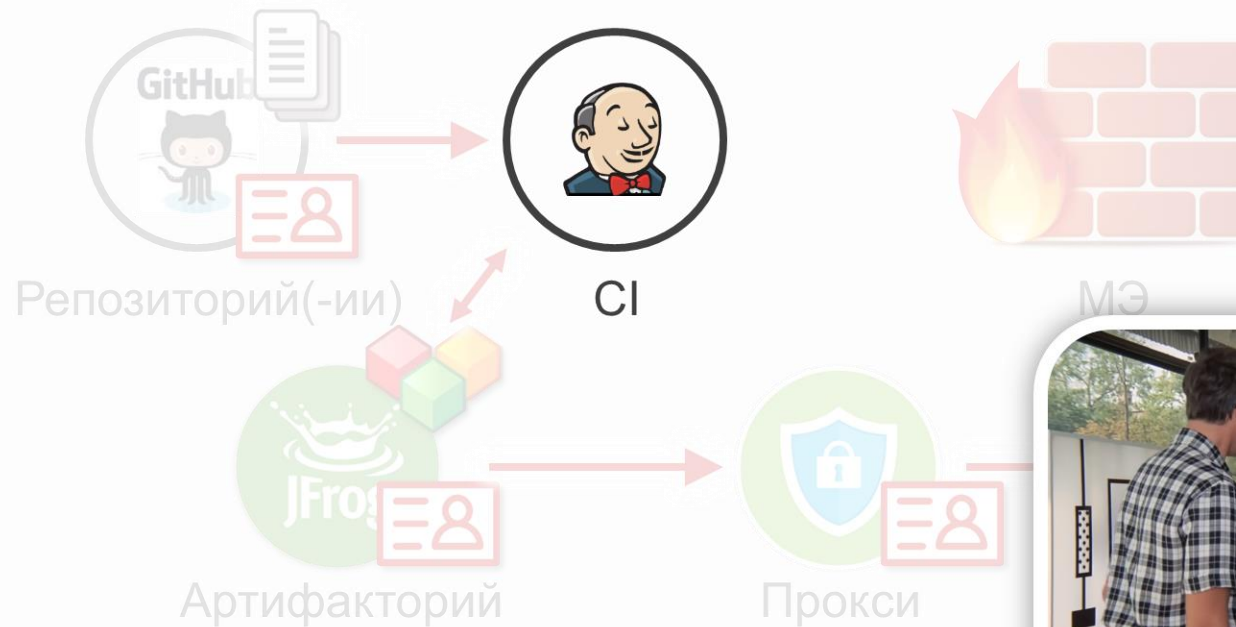 GitHub
Репозиторий(-ии)
CI
МЭ
JFrog
Артифакторий
Прокси